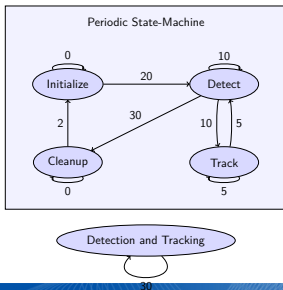 Periodic State-Machine
0
10
Initialize
20
Detect
2
30
10
5
Cleanup
Track
0
5
Detection and Tracking
30